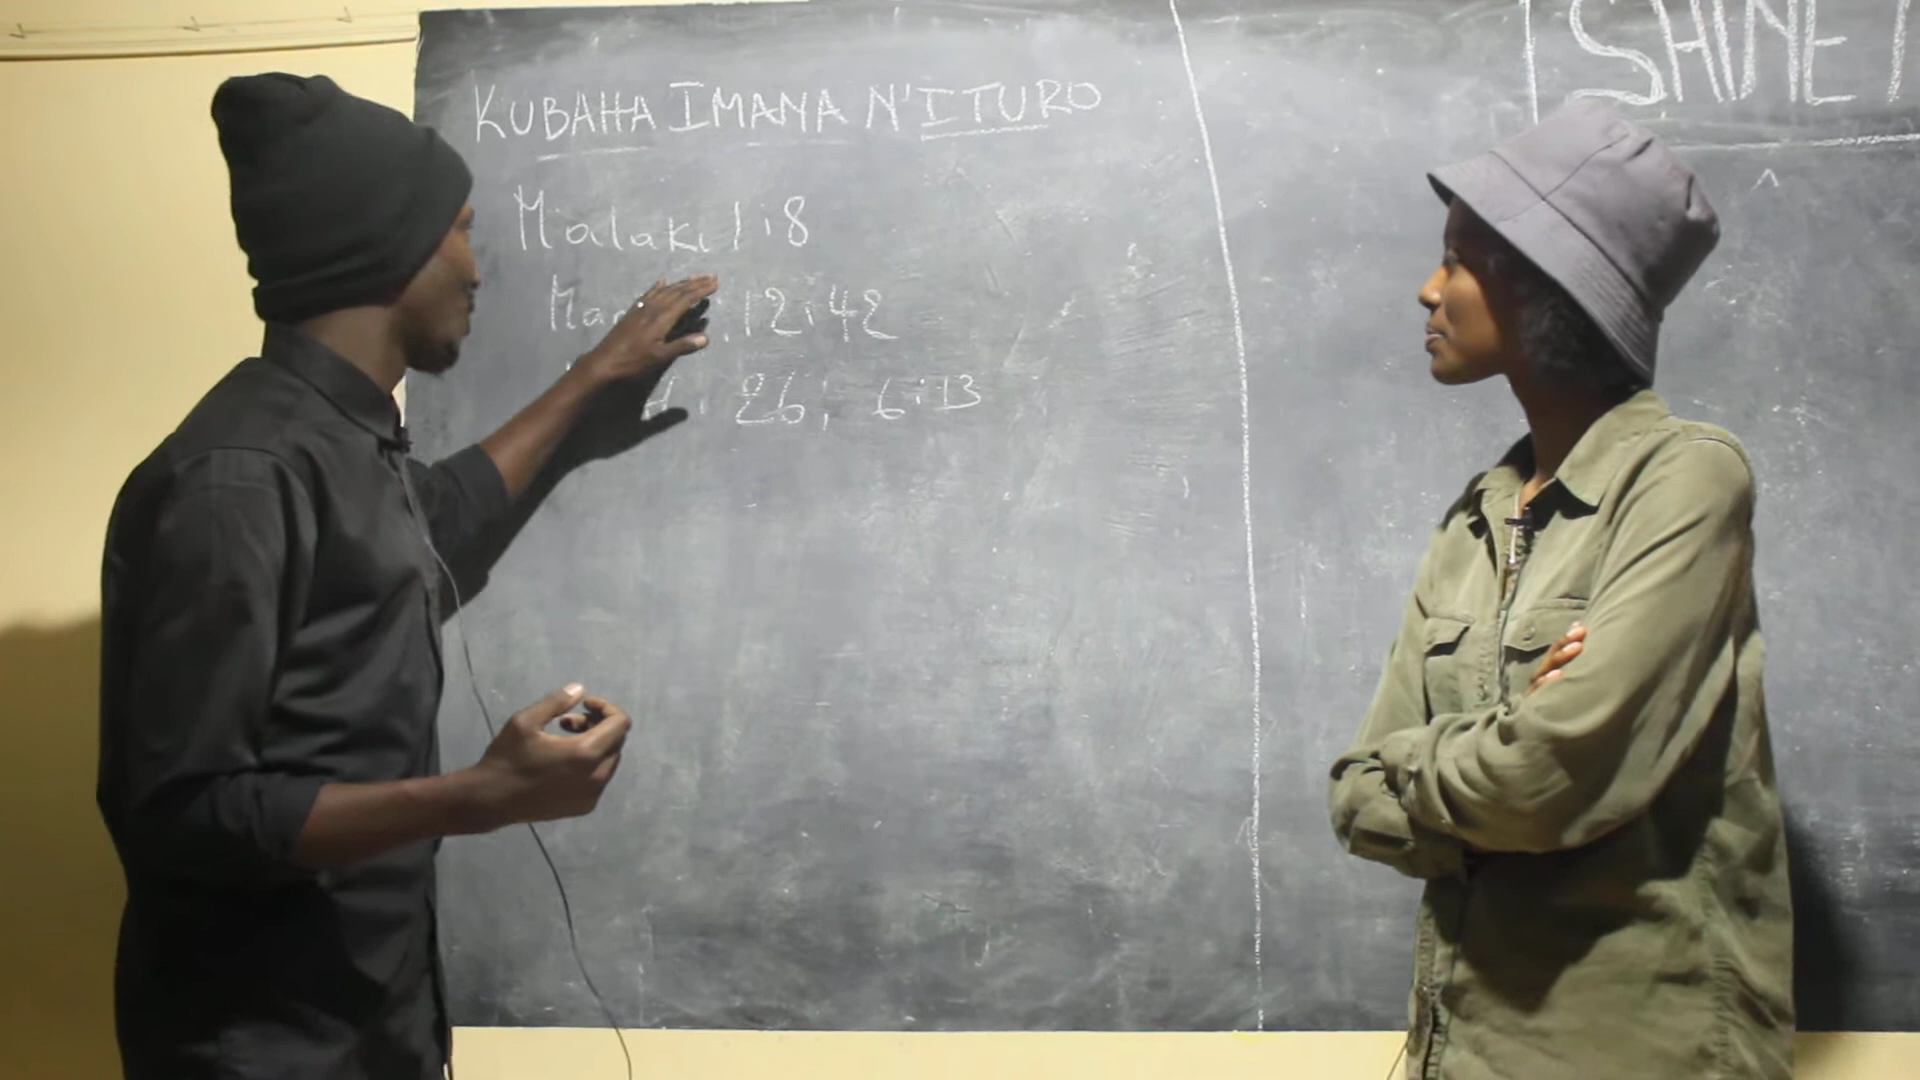 KUBAHA IMANA N'ITURO
Malaki 1:8
12:42
26; 6:13
SHINE